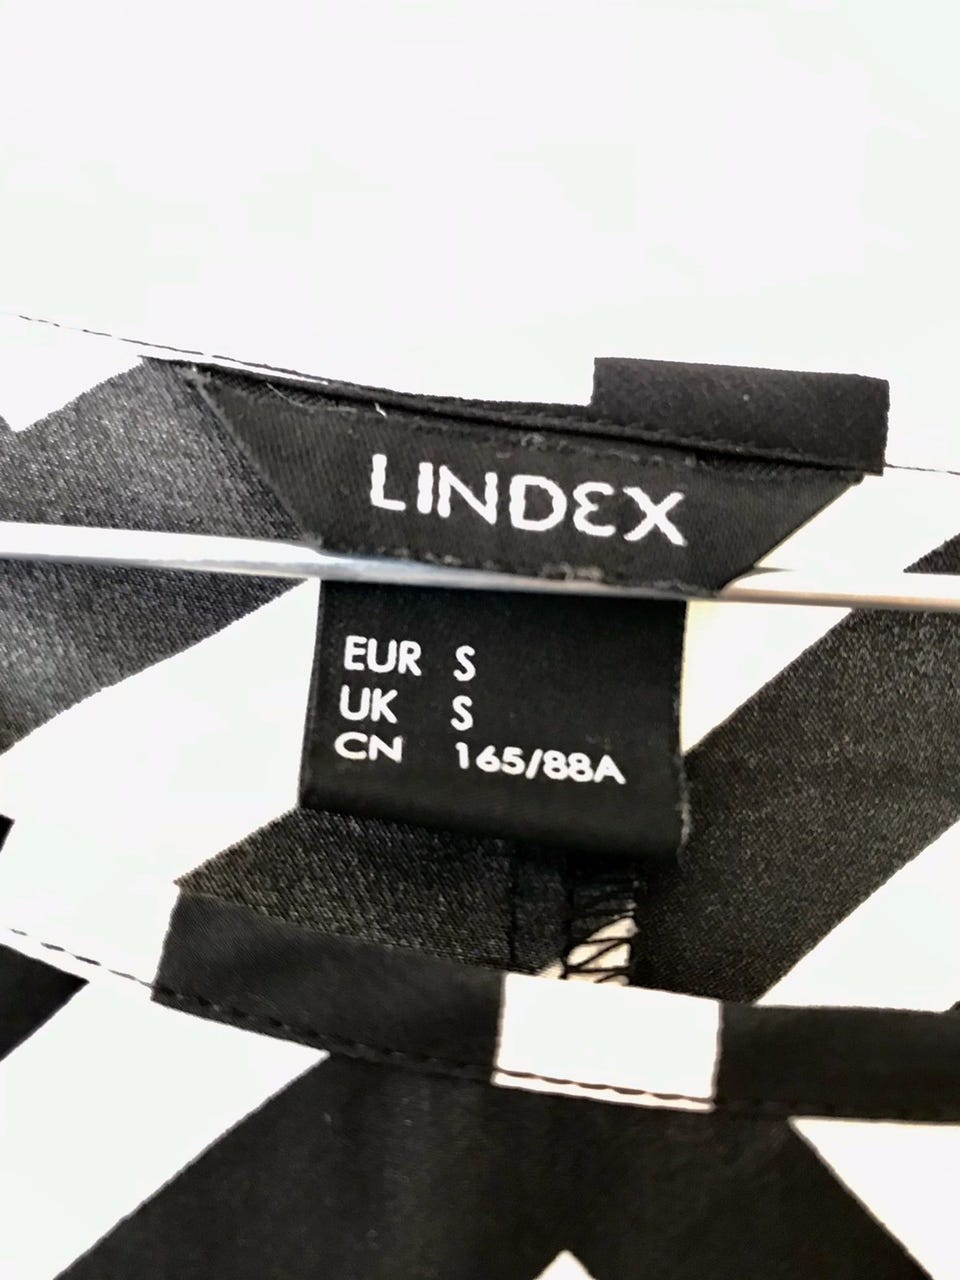 LINDEX
EUR S
UK S
CN 165/88A